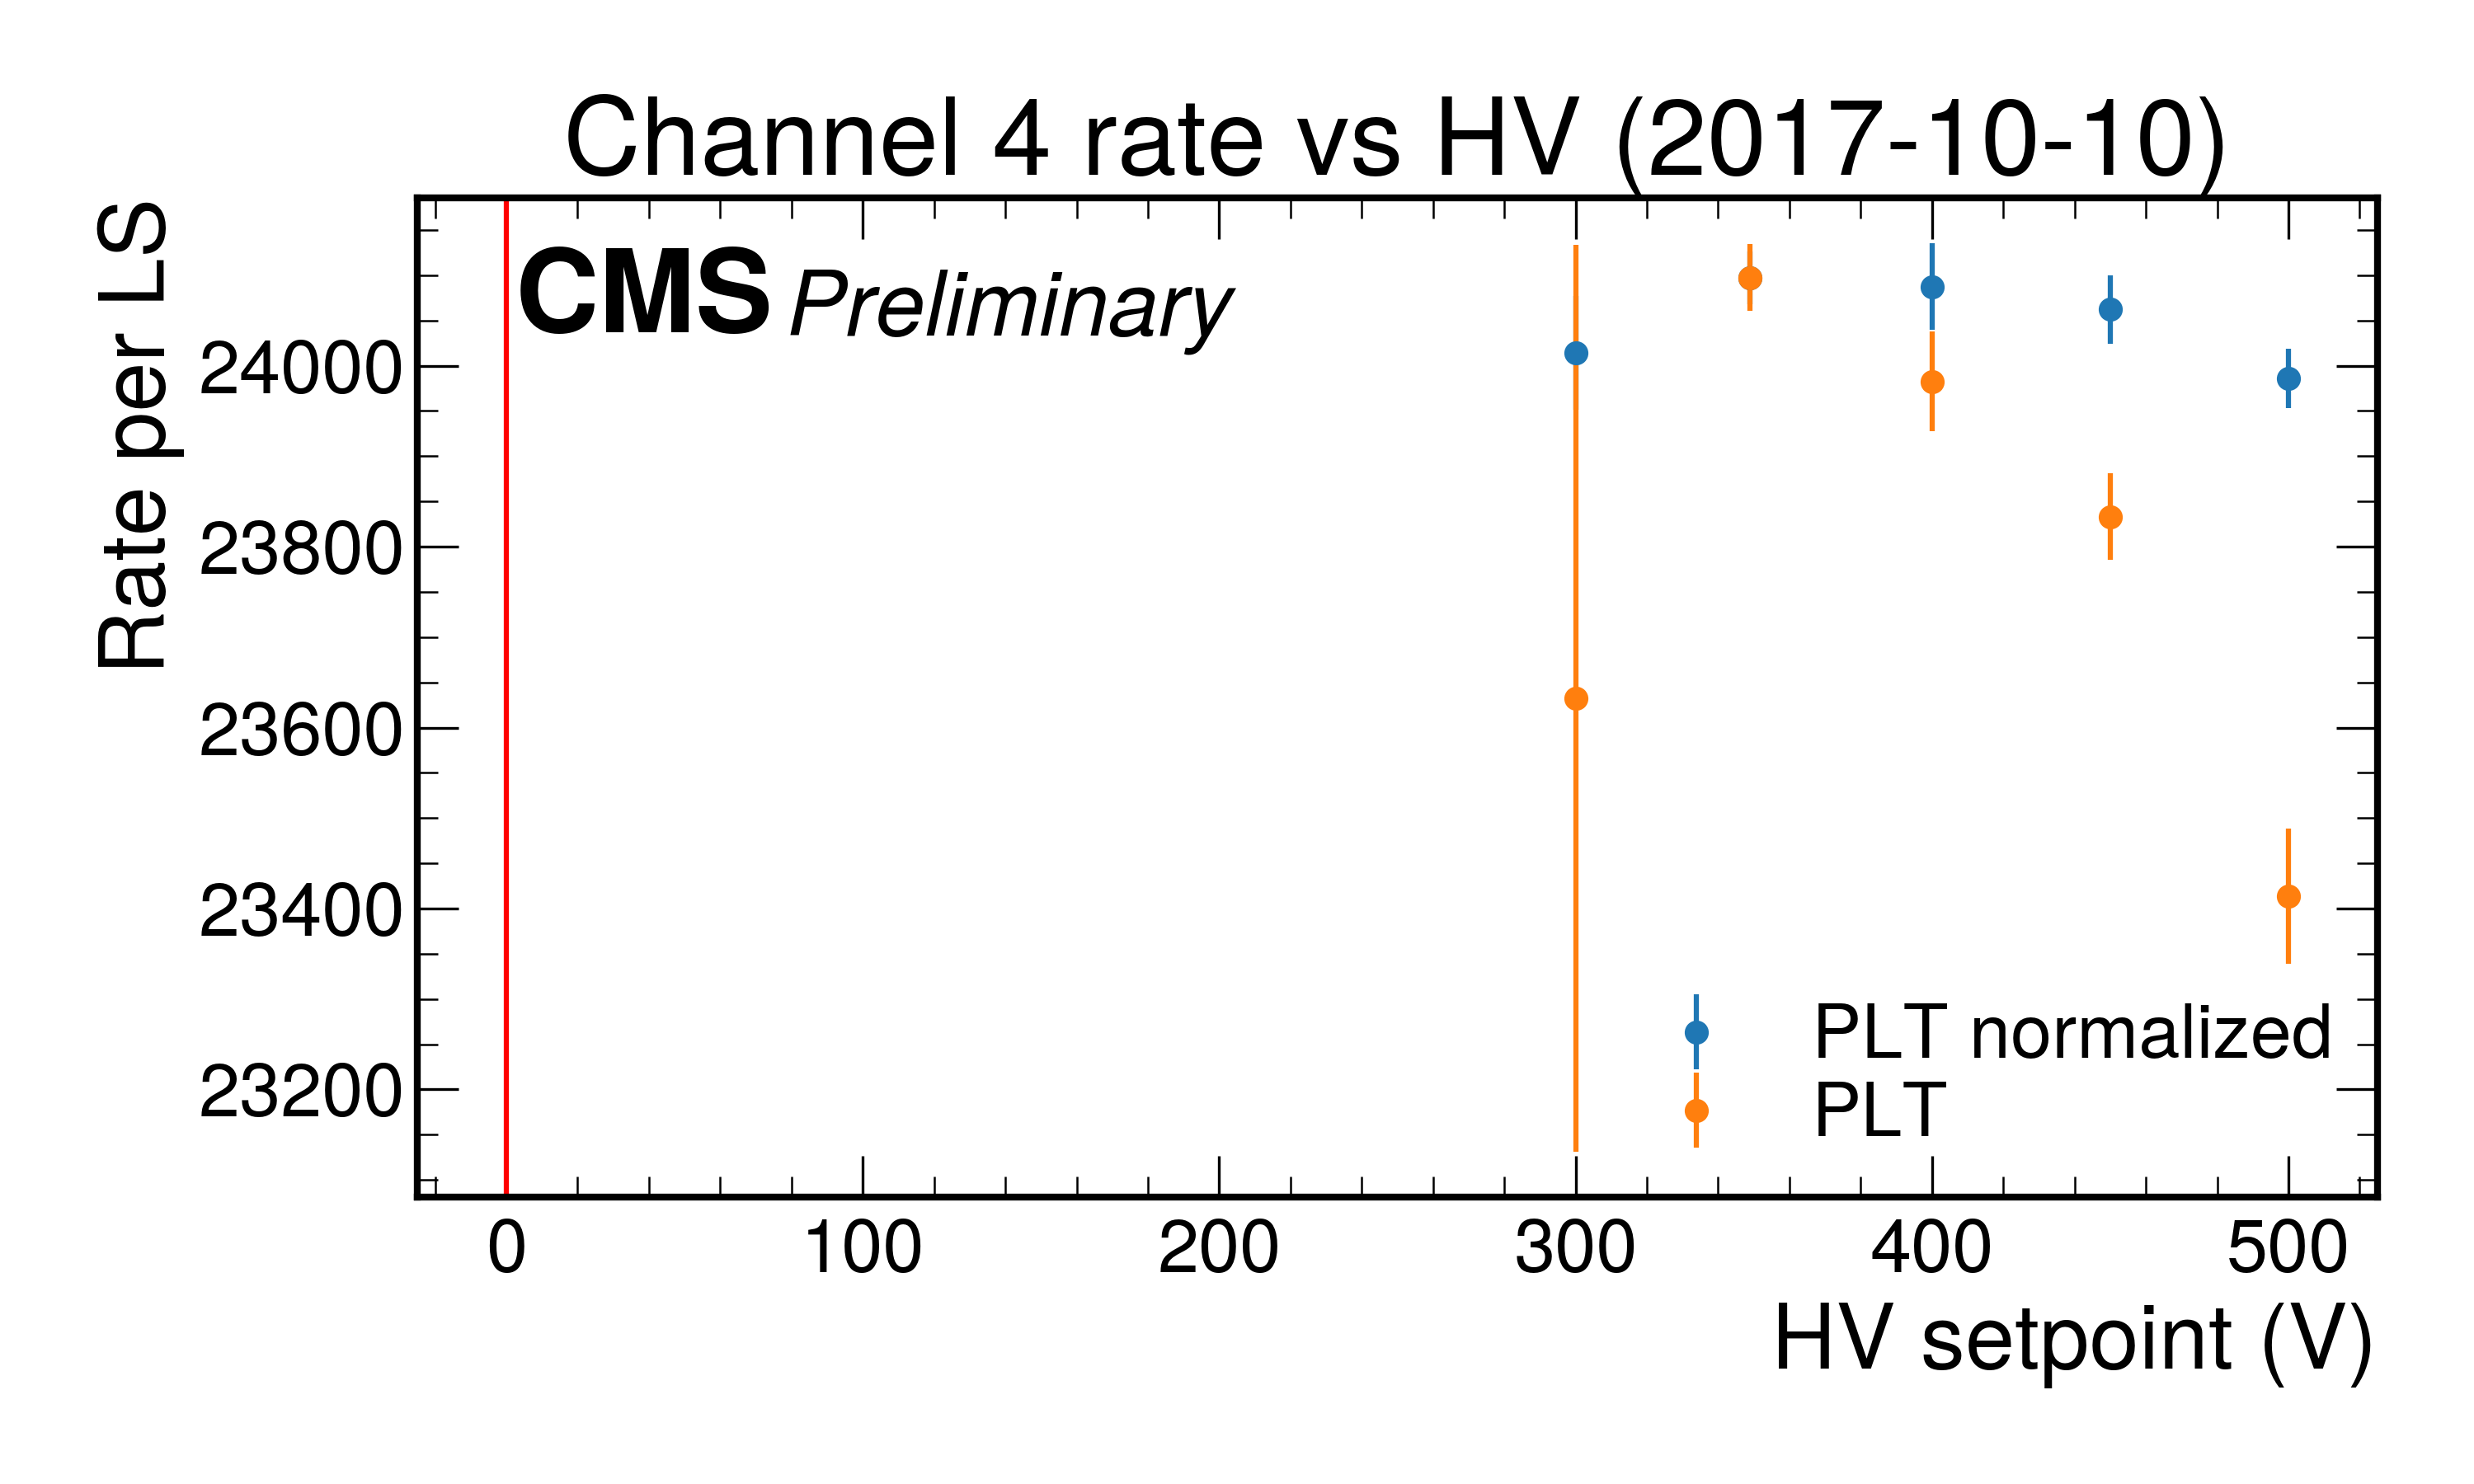 Channel 4 rate vs HV (2017-10-10)
Rate per LS
CMS Preliminary
24000
23800
23600
23400
23200
PLT normalized
PLT
0 100 200 300 400 500
HV setpoint (V)